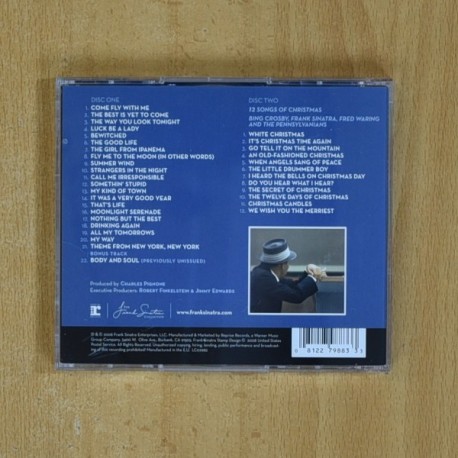 DISC ONE
1. COME FLY WITH ME
2. THE BEST IS YET TO COME
3. THE WAY YOU LOOK TONIGHT
4. LUCK BE A LADY
5. BEWITCHED
6. THE GOOD LIFE
7. THE GIRL FROM IPANEMA
8. FLY ME TO THE MOON (IN OTHER WORDS)
9. SUMMER WIND
10. STRANGERS IN THE NIGHT
11. CALL ME IRRESPONSIBLE
12. SOMETHIN' STUPID
13. MY KIND OF TOWN
14. IT WAS A VERY GOOD YEAR
15. THAT'S LIFE
16. MOONLIGHT SERENADE
17. NOTHING BUT THE BEST
18. DRINKING AGAIN
19. ALL MY TOMORROWS
20. MY WAY
21. THEME FROM NEW YORK, NEW YORK
BONUS TRACK
22. BODY AND SOUL (PREVIOUSLY UNISSUED)
Produced by CHARLES PIGNONE
Executive Producers: ROBERT FINKELSTEIN & JIMMY EDWARDS
Frank Sinatra
www.franksinatra.com
DISC TWO
12 SONGS OF CHRISTMAS
BING CROSBY, FRANK SINATRA, FRED WARING
AND THE PENNSYLVANIANS
1. WHITE CHRISTMAS
2. IT'S CHRISTMAS TIME AGAIN
3. GO TELL IT ON THE MOUNTAIN
4. AN OLD-FASHIONED CHRISTMAS
5. WHEN ANGELS SANG OF PEACE
6. THE LITTLE DRUMMER BOY
7. I HEARD THE BELLS ON CHRISTMAS DAY
8. DO YOU HEAR WHAT I HEAR?
9. THE SECRET OF CHRISTMAS
10. THE TWELVE DAYS OF CHRISTMAS
11. CHRISTMAS CANDLES
12. WE WISH YOU THE MERRIEST